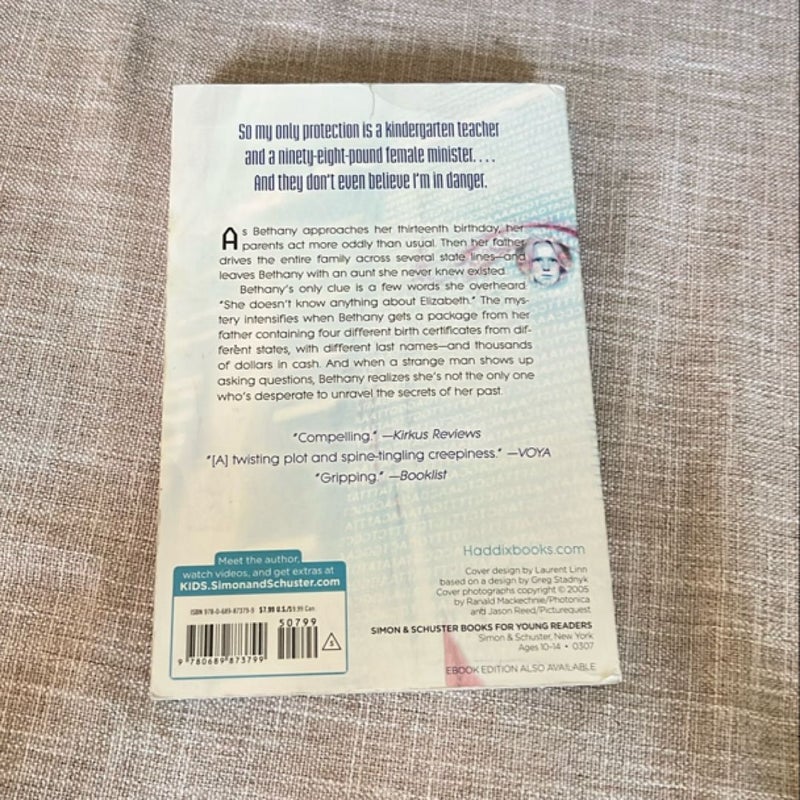 So my only protection is a kindergarten teacher
and a ninety-eight-pound female minister. . . .
And they don't even believe I'm in danger.
As Bethany approaches her thirteenth birthday, her
parents act more oddly than usual. Then her father
drives the entire family across several state lines—and
leaves Bethany with an aunt she never knew existed.
Bethany's only clue is a few words she overheard:
"She doesn't know anything about Elizabeth." The mys-
tery intensifies when Bethany gets a package from her
father containing four different birth certificates from dif-
ferent states, with different last names—and thousands
of dollars in cash. And when a strange man shows up
asking questions, Bethany realizes she's not the only one
who's desperate to unravel the secrets of her past.
"Compelling." —Kirkus Reviews
"[A] twisting plot and spine-tingling creepiness." —VOYA
"Gripping." —Booklist
Haddixbooks.com
Meet the author,
watch videos, and get extras at
KIDS.SimonandSchuster.com
Cover design by Laurent Linn
based on a design by Greg Stadnyk
Cover photographs copyright © 2005
by Ranald Mackechnie/Photonica
and Jason Reed/Picturequest
SIMON & SCHUSTER BOOKS FOR YOUNG READERS
Simon & Schuster, New York
Ages 10–14 • 0307
EBOOK EDITION ALSO AVAILABLE
ISBN 978-0-689-87379-9 $7.99 U.S./$9.99 Can.
50799
S
9 780689 873799